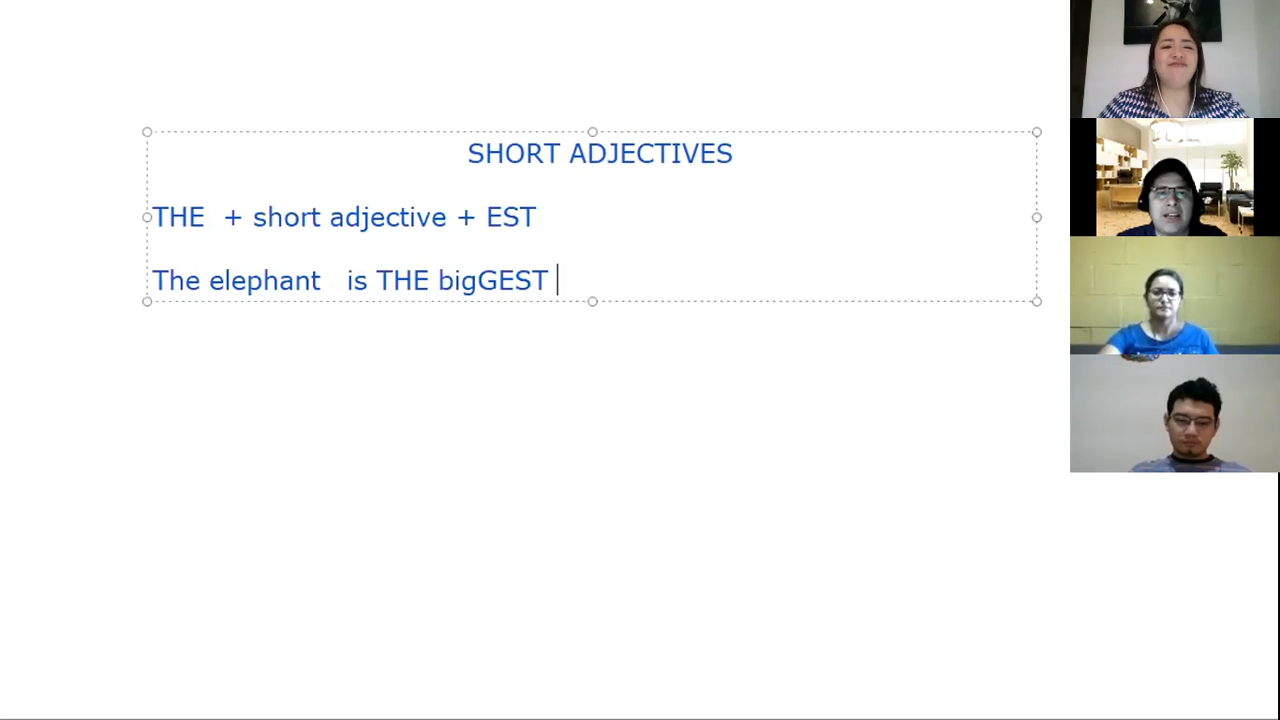 SHORT ADJECTIVES
THE + short adjective + EST
The elephant is THE bigGEST